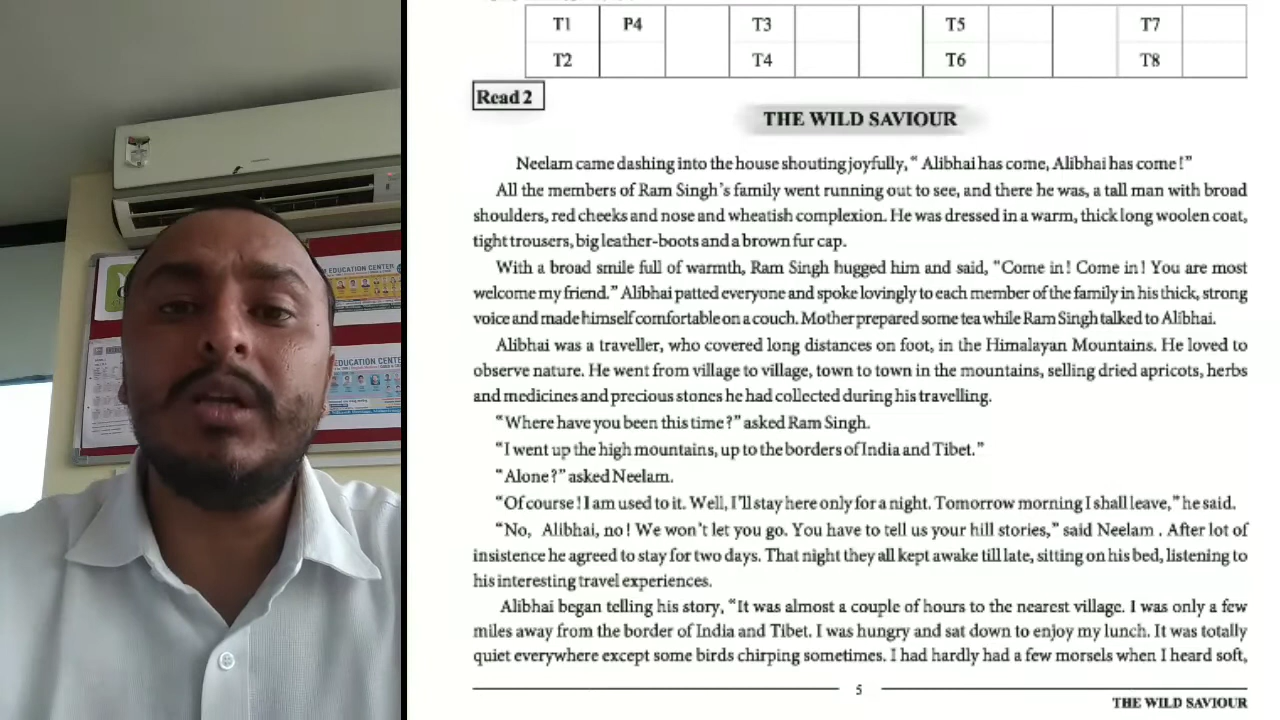 T1 P4 T3 T5 T7
T2 T4 T6 T8
Read 2
THE WILD SAVIOUR
Neelam came dashing into the house shouting joyfully, “ Alibhai has come, Alibhai has come !”
All the members of Ram Singh’s family went running out to see, and there he was, a tall man with broad
shoulders, red cheeks and nose and wheatish complexion. He was dressed in a warm, thick long woolen coat,
tight trousers, big leather-boots and a brown fur cap.
With a broad smile full of warmth, Ram Singh hugged him and said, “Come in! Come in! You are most
welcome my friend.” Alibhai patted everyone and spoke lovingly to each member of the family in his thick, strong
voice and made himself comfortable on a couch. Mother prepared some tea while Ram Singh talked to Alibhai.
Alibhai was a traveller, who covered long distances on foot, in the Himalayan Mountains. He loved to
observe nature. He went from village to village, town to town in the mountains, selling dried apricots, herbs
and medicines and precious stones he had collected during his travelling.
“Where have you been this time?” asked Ram Singh.
“I went up the high mountains, up to the borders of India and Tibet.”
“Alone?” asked Neelam.
“Of course! I am used to it. Well, I’ll stay here only for a night. Tomorrow morning I shall leave,” he said.
“No, Alibhai, no! We won’t let you go. You have to tell us your hill stories,” said Neelam . After lot of
insistence he agreed to stay for two days. That night they all kept awake till late, sitting on his bed, listening to
his interesting travel experiences.
Alibhai began telling his story, “It was almost a couple of hours to the nearest village. I was only a few
miles away from the border of India and Tibet. I was hungry and sat down to enjoy my lunch. It was totally
quiet everywhere except some birds chirping sometimes. I had hardly had a few morsels when I heard soft,
5
THE WILD SAVIOUR
EDUCATION CENTER
EDUCATION CENTER